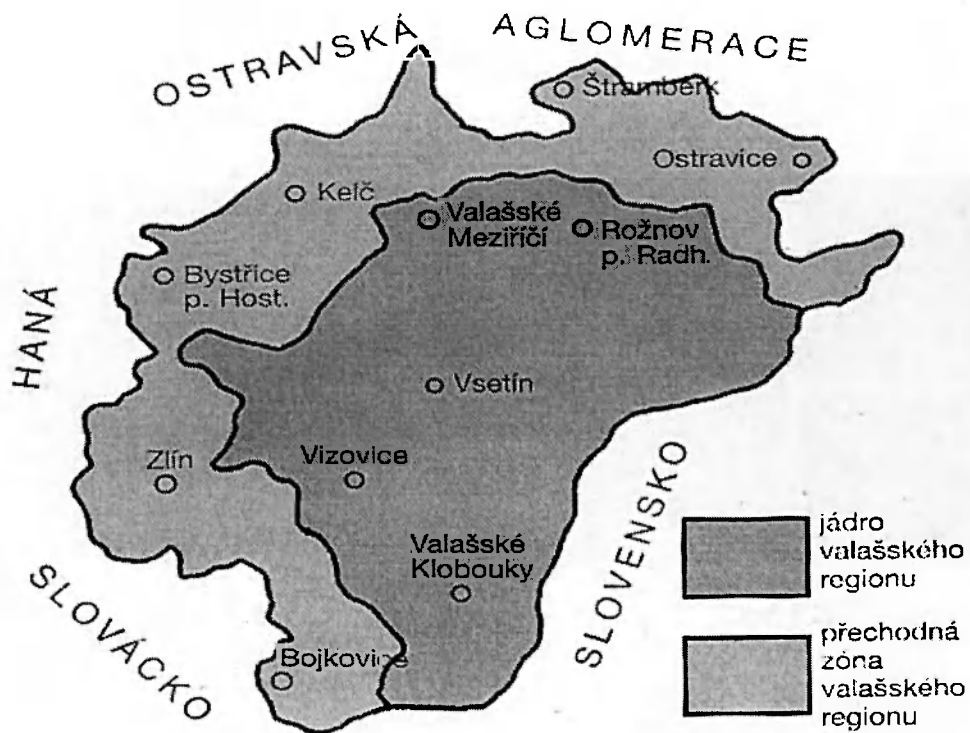 OSTRAVSKÁ AGLOMERACE
Štramberk
Ostravice
Kelč
Valašské
Meziříčí
Rožnov
p. Radh.
Bystřice
p. Host.
HANÁ
Vsetín
Zlín
Vizovice
Valašské
Klobouky
Bojkovice
SLOVÁCKO
SLOVENSKO
jádro
valašského
regionu
přechodná
zóna
valašského
regionu